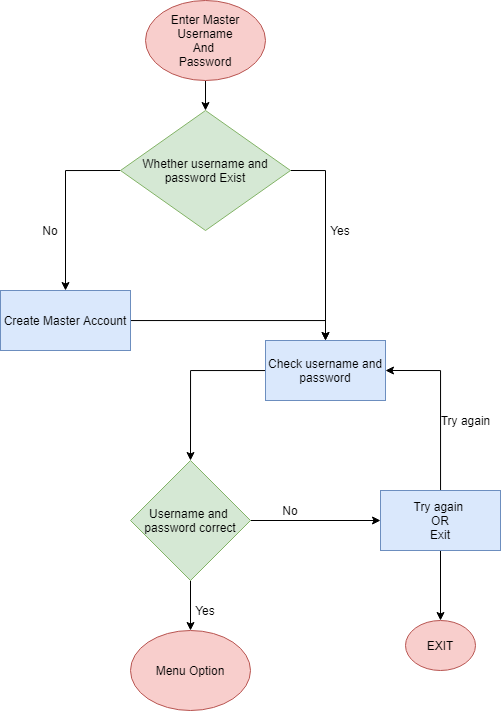 Enter Master
Username
And
Password
Whether username and
password Exist
No
Yes
Create Master Account
Check username and
password
Try again
Username and
password correct
No
Try again
OR
Exit
Yes
Menu Option
EXIT